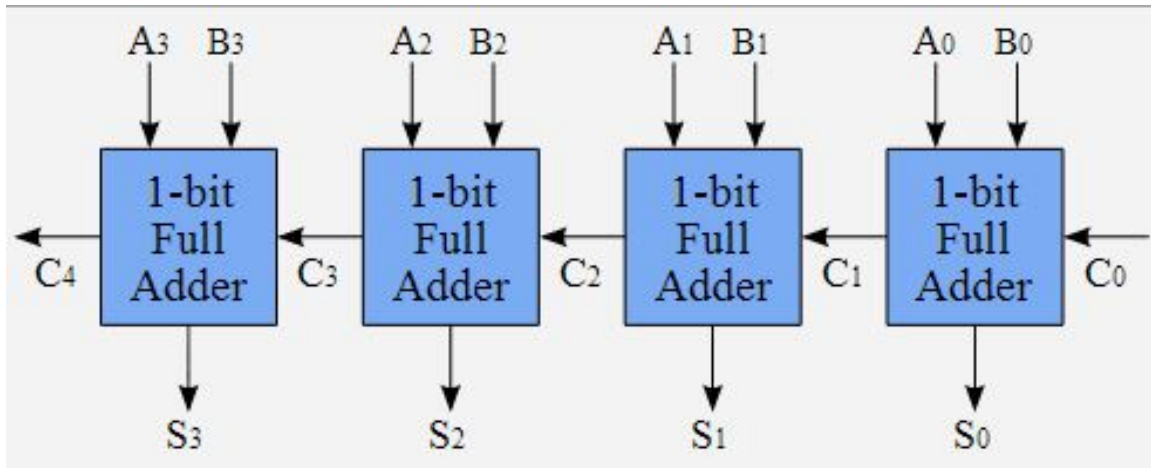 A3 B3 A2 B2 A1 B1 A0 B0
1-bit 1-bit 1-bit 1-bit
Full Full Full Full
Adder Adder Adder Adder
C4 C3 C2 C1 C0
S3 S2 S1 S0